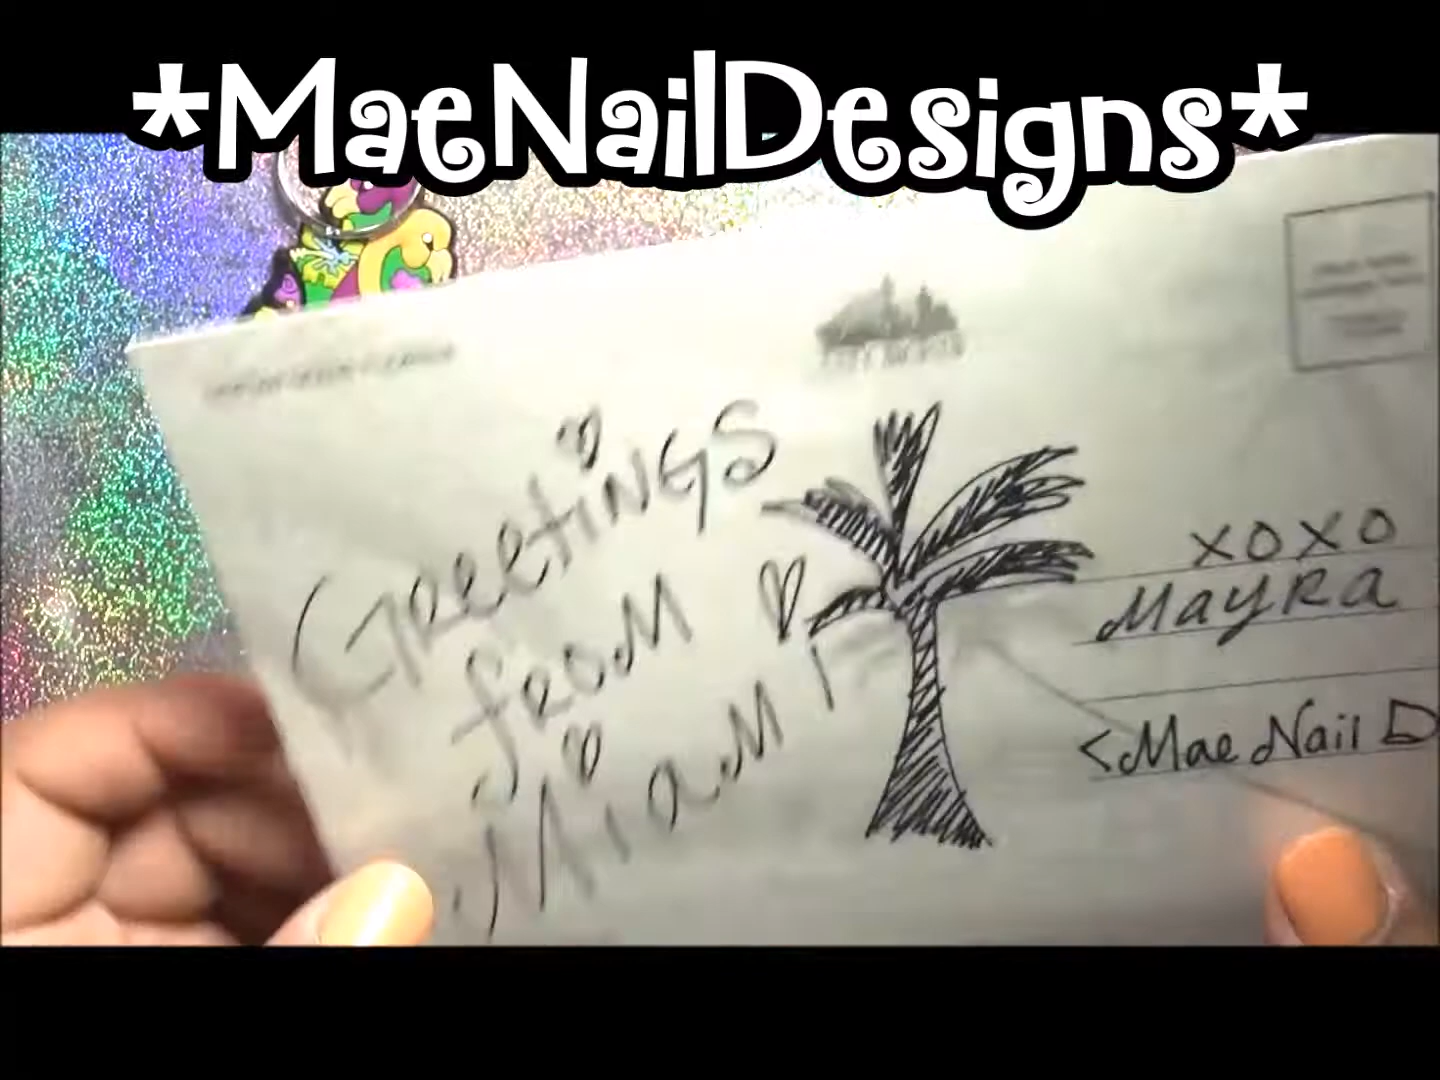 *MaeNailDesigns*
Greetings
from
Miami
xoxo
Mayra
<Mae Nail D